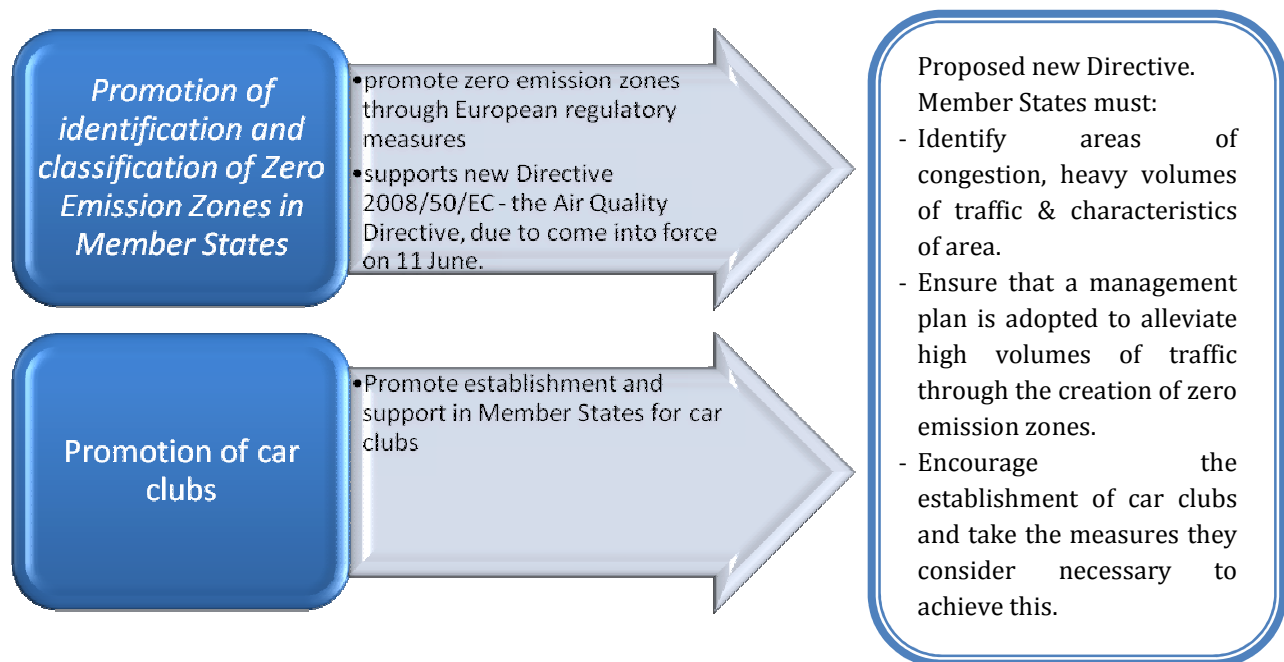 Promotion of
identification and
classification of Zero
Emission Zones in
Member States
•promote zero emission zones
through European regulatory
measures
•supports new Directive
2008/50/EC - the Air Quality
Directive, due to come into force
on 11 June.
Promotion of car
clubs
•Promote establishment and
support in Member States for car
clubs
Proposed new Directive.
Member States must:
- Identify areas of
congestion, heavy volumes
of traffic & characteristics
of area.
- Ensure that a management
plan is adopted to alleviate
high volumes of traffic
through the creation of zero
emission zones.
- Encourage the
establishment of car clubs
and take the measures they
consider necessary to
achieve this.